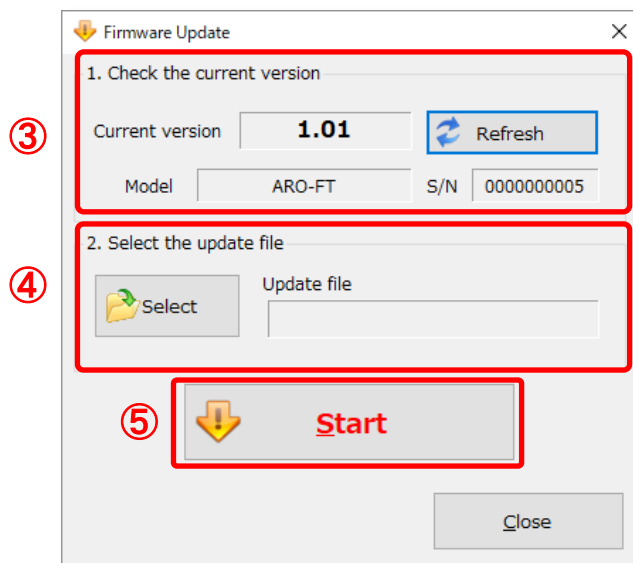 Firmware Update
1. Check the current version
③
Current version 1.01 Refresh
Model ARO-FT S/N 0000000005
2. Select the update file
④
Select
Update file
⑤
Start
Close